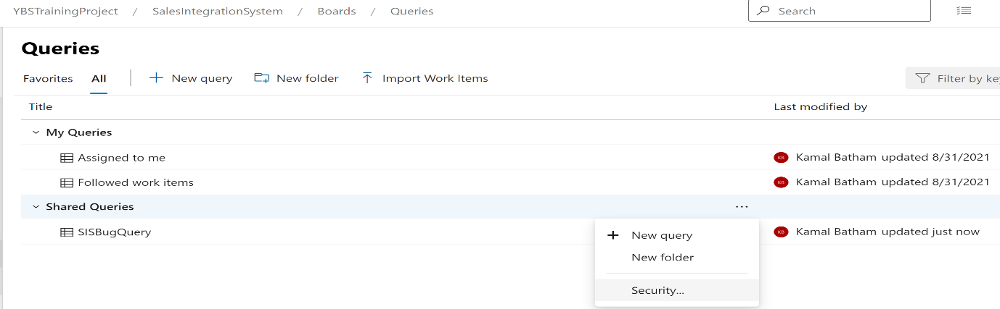 YBSTrainingProject / SalesIntegrationSystem / Boards / Queries Search
Queries
Favorites All New query New folder Import Work Items Filter by
Title Last modified by
My Queries
Assigned to me KB Kamal Batham updated 8/31/2021
Followed work items KB Kamal Batham updated 8/31/2021
Shared Queries ...
SISBugQuery KB Kamal Batham updated just now
New query
New folder
Security...